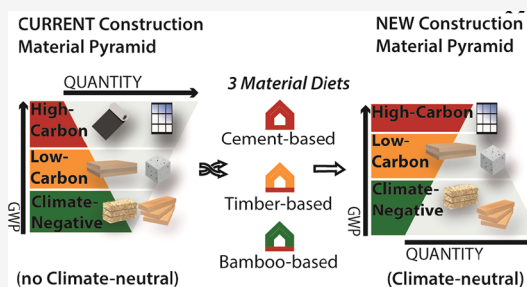 CURRENT Construction
Material Pyramid
QUANTITY
High-
Carbon
Low-
Carbon
Climate-
Negative
GWP
(no Climate-neutral)
3 Material Diets
Cement-based
Timber-based
Bamboo-based
NEW Construction
Material Pyramid
High-Carbon
Low-
Carbon
Climate-
Negative
GWP
QUANTITY
(Climate-neutral)